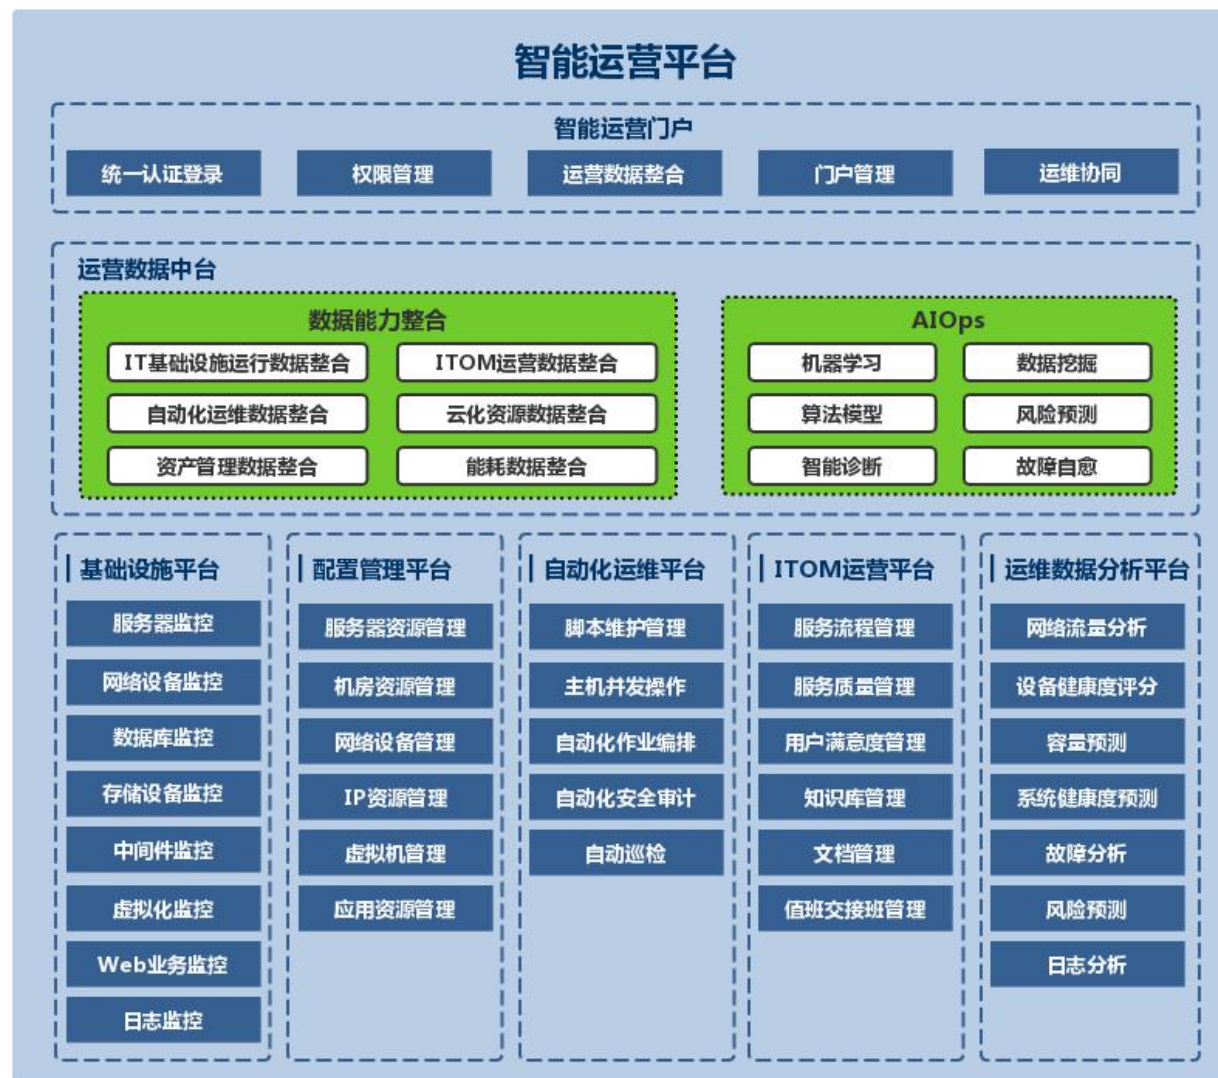 智能运营平台
智能运营门户
统一认证登录
权限管理
运营数据整合
门户管理
运维协同
运营数据中台
数据能力整合
IT基础设施运行数据整合
ITOM运营数据整合
自动化运维数据整合
云化资源数据整合
资产管理数据整合
能耗数据整合
AIOps
机器学习
数据挖掘
算法模型
风险预测
智能诊断
故障自愈
基础设施平台
服务器监控
网络设备监控
数据库监控
存储设备监控
中间件监控
虚拟化监控
Web业务监控
日志监控
配置管理平台
服务器资源管理
机房资源管理
网络设备管理
IP资源管理
虚拟机管理
应用资源管理
自动化运维平台
脚本维护管理
主机并发操作
自动化作业编排
自动化安全审计
自动巡检
ITOM运营平台
服务流程管理
服务质量管理
用户满意度管理
知识库管理
文档管理
值班交接班管理
运维数据分析平台
网络流量分析
设备健康度评分
容量预测
系统健康度预测
故障分析
风险预测
日志分析